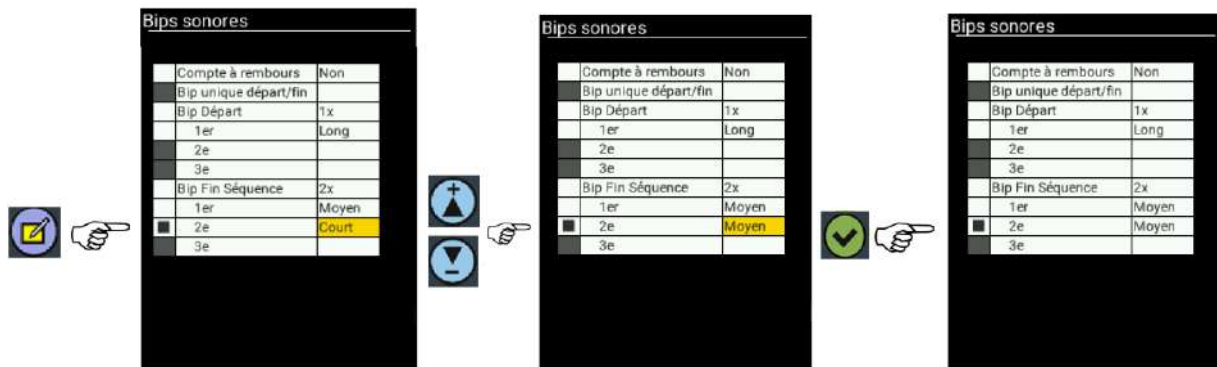 Bips sonores
Compte à rembours Non
Bip unique départ/fin
Bip Départ 1x
1er Long
2e
3e
Bip Fin Séquence 2x
1er Moyen
2e Court
3e
Bips sonores
Compte à rembours Non
Bip unique départ/fin
Bip Départ 1x
1er Long
2e
3e
Bip Fin Séquence 2x
1er Moyen
2e Moyen
3e
Bips sonores
Compte à rembours Non
Bip unique départ/fin
Bip Départ 1x
1er Long
2e
3e
Bip Fin Séquence 2x
1er Moyen
2e Moyen
3e